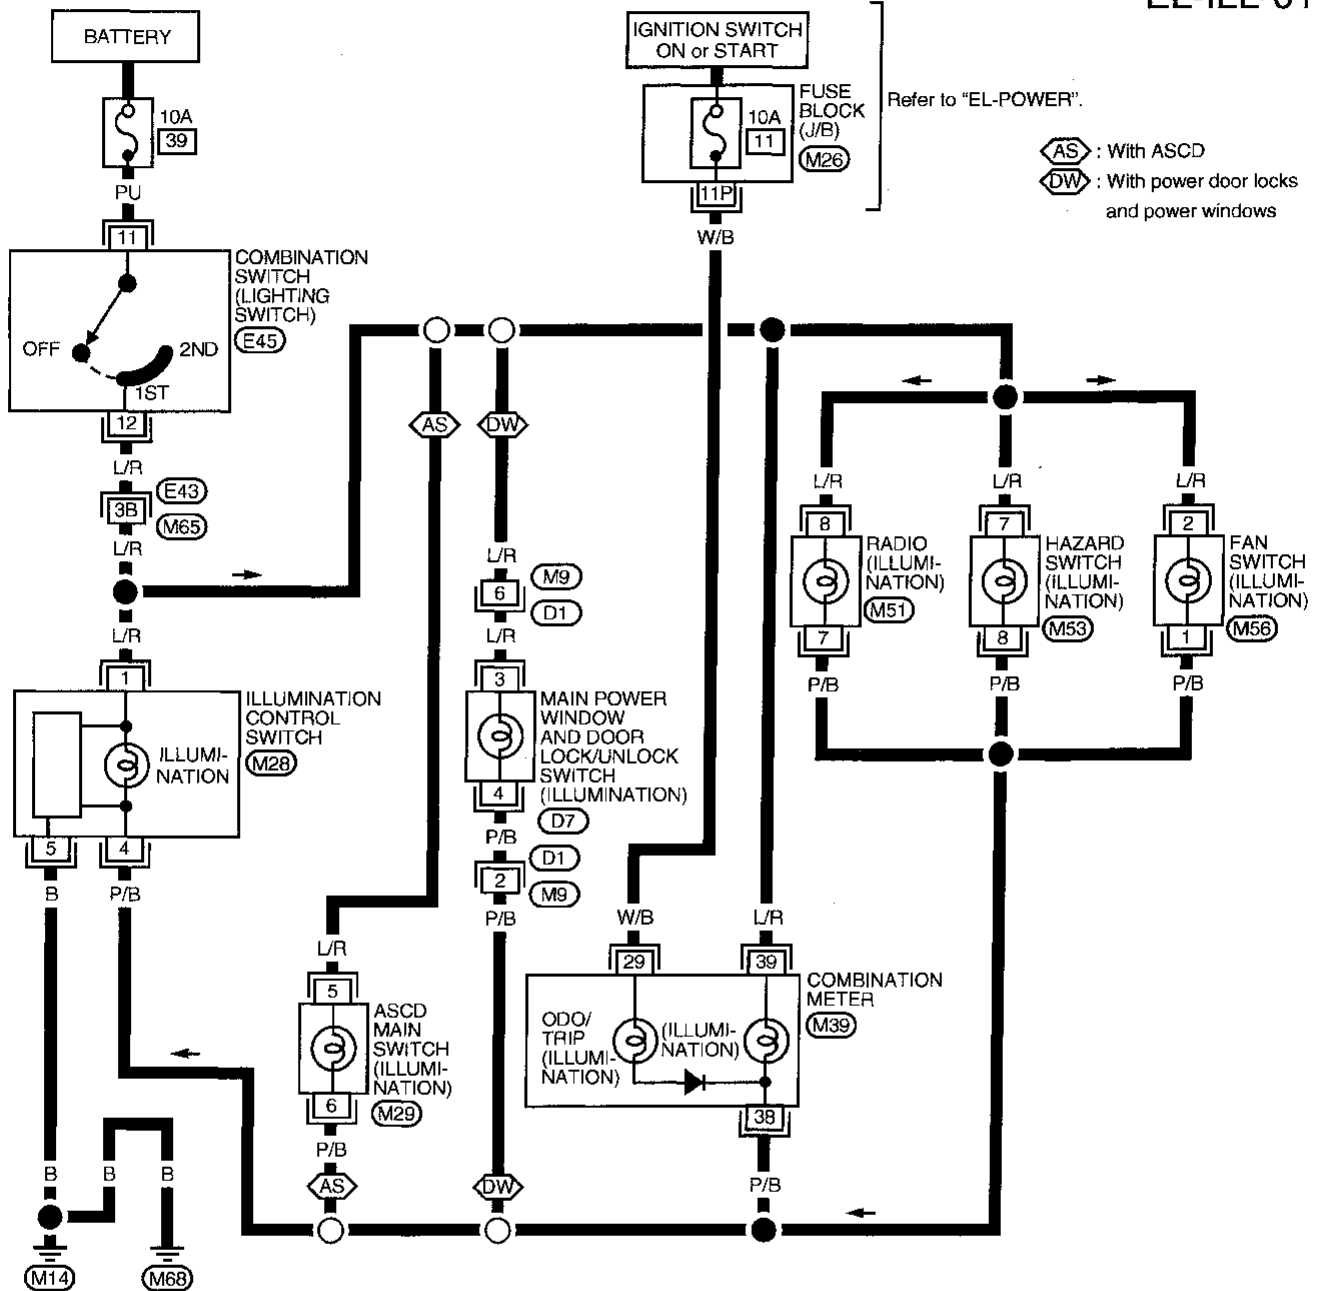 BATTERY
10A
39
PU
11
COMBINATION
SWITCH
(LIGHTING
SWITCH)
E45
OFF
2ND
1ST
12
L/R
E43
3B
M65
L/R
L/R
1
ILLUMINATION
CONTROL
SWITCH
M28
ILLUMI-
NATION
5
4
B
P/B
B
B
B
M14
M68
IGNITION SWITCH
ON or START
FUSE
BLOCK
(J/B)
M26
10A
11
11P
W/B
Refer to "EL-POWER".
AS : With ASCD
DW : With power door locks
and power windows
AS
DW
L/R
M9
6
D1
L/R
3
MAIN POWER
WINDOW
AND DOOR
LOCK/UNLOCK
SWITCH
(ILLUMINATION)
D7
4
P/B
D1
2
M9
P/B
L/R
5
ASCD
MAIN
SWITCH
(ILLUMI-
NATION)
M29
6
P/B
AS
DW
W/B
L/R
29
39
COMBINATION
METER
M39
ODO/
TRIP
(ILLUMI-
NATION)
(ILLUMI-
NATION)
38
P/B
L/R
L/R
L/R
8
RADIO
(ILLUMI-
NATION)
M51
7
P/B
7
HAZARD
SWITCH
(ILLUMI-
NATION)
M53
8
P/B
2
FAN
SWITCH
(ILLUMI-
NATION)
M56
1
P/B